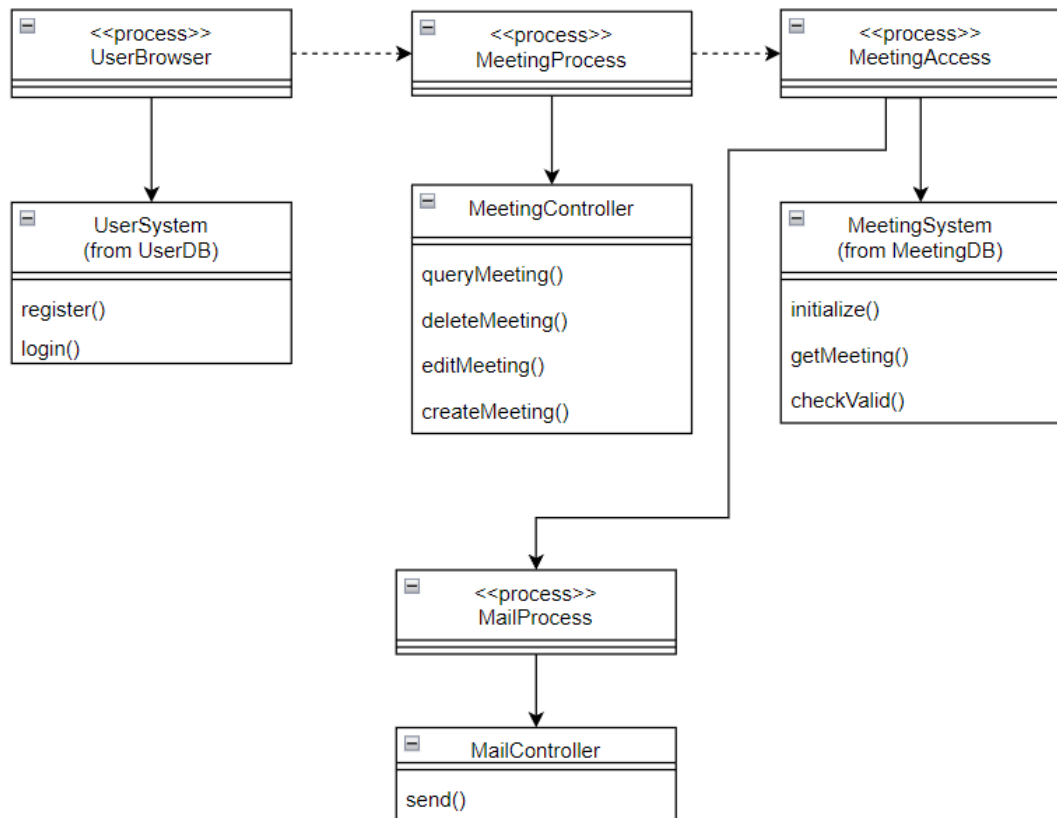 <<process>>
UserBrowser
<<process>>
MeetingProcess
<<process>>
MeetingAccess
UserSystem
(from UserDB)
register()
login()
MeetingController
queryMeeting()
deleteMeeting()
editMeeting()
createMeeting()
MeetingSystem
(from MeetingDB)
initialize()
getMeeting()
checkValid()
<<process>>
MailProcess
MailController
send()